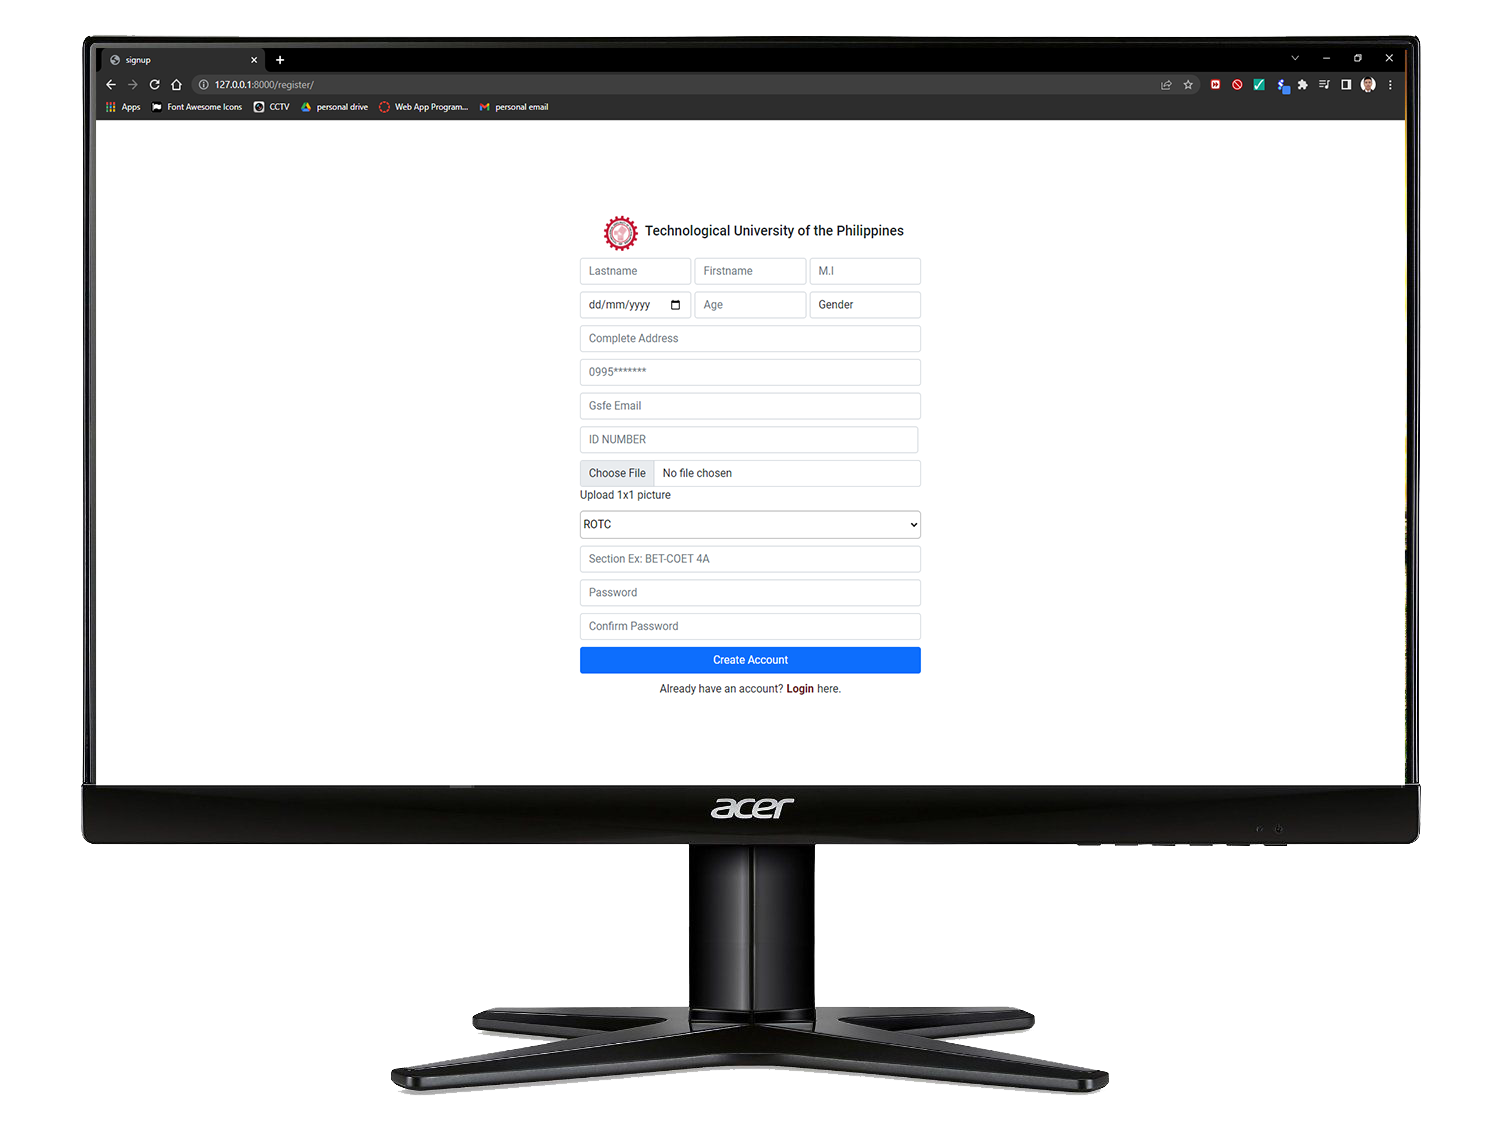 signup
127.0.0.1:8000/register/
Apps Font Awesome Icons CCTV personal drive Web App Program... personal email
Technological University of the Philippines
Lastname Firstname M.I
dd/mm/yyyy Age Gender
Complete Address
0995*******
Gsfe Email
ID NUMBER
Choose File No file chosen
Upload 1x1 picture
ROTC
Section Ex: BET-COET 4A
Password
Confirm Password
Create Account
Already have an account? Login here.
acer